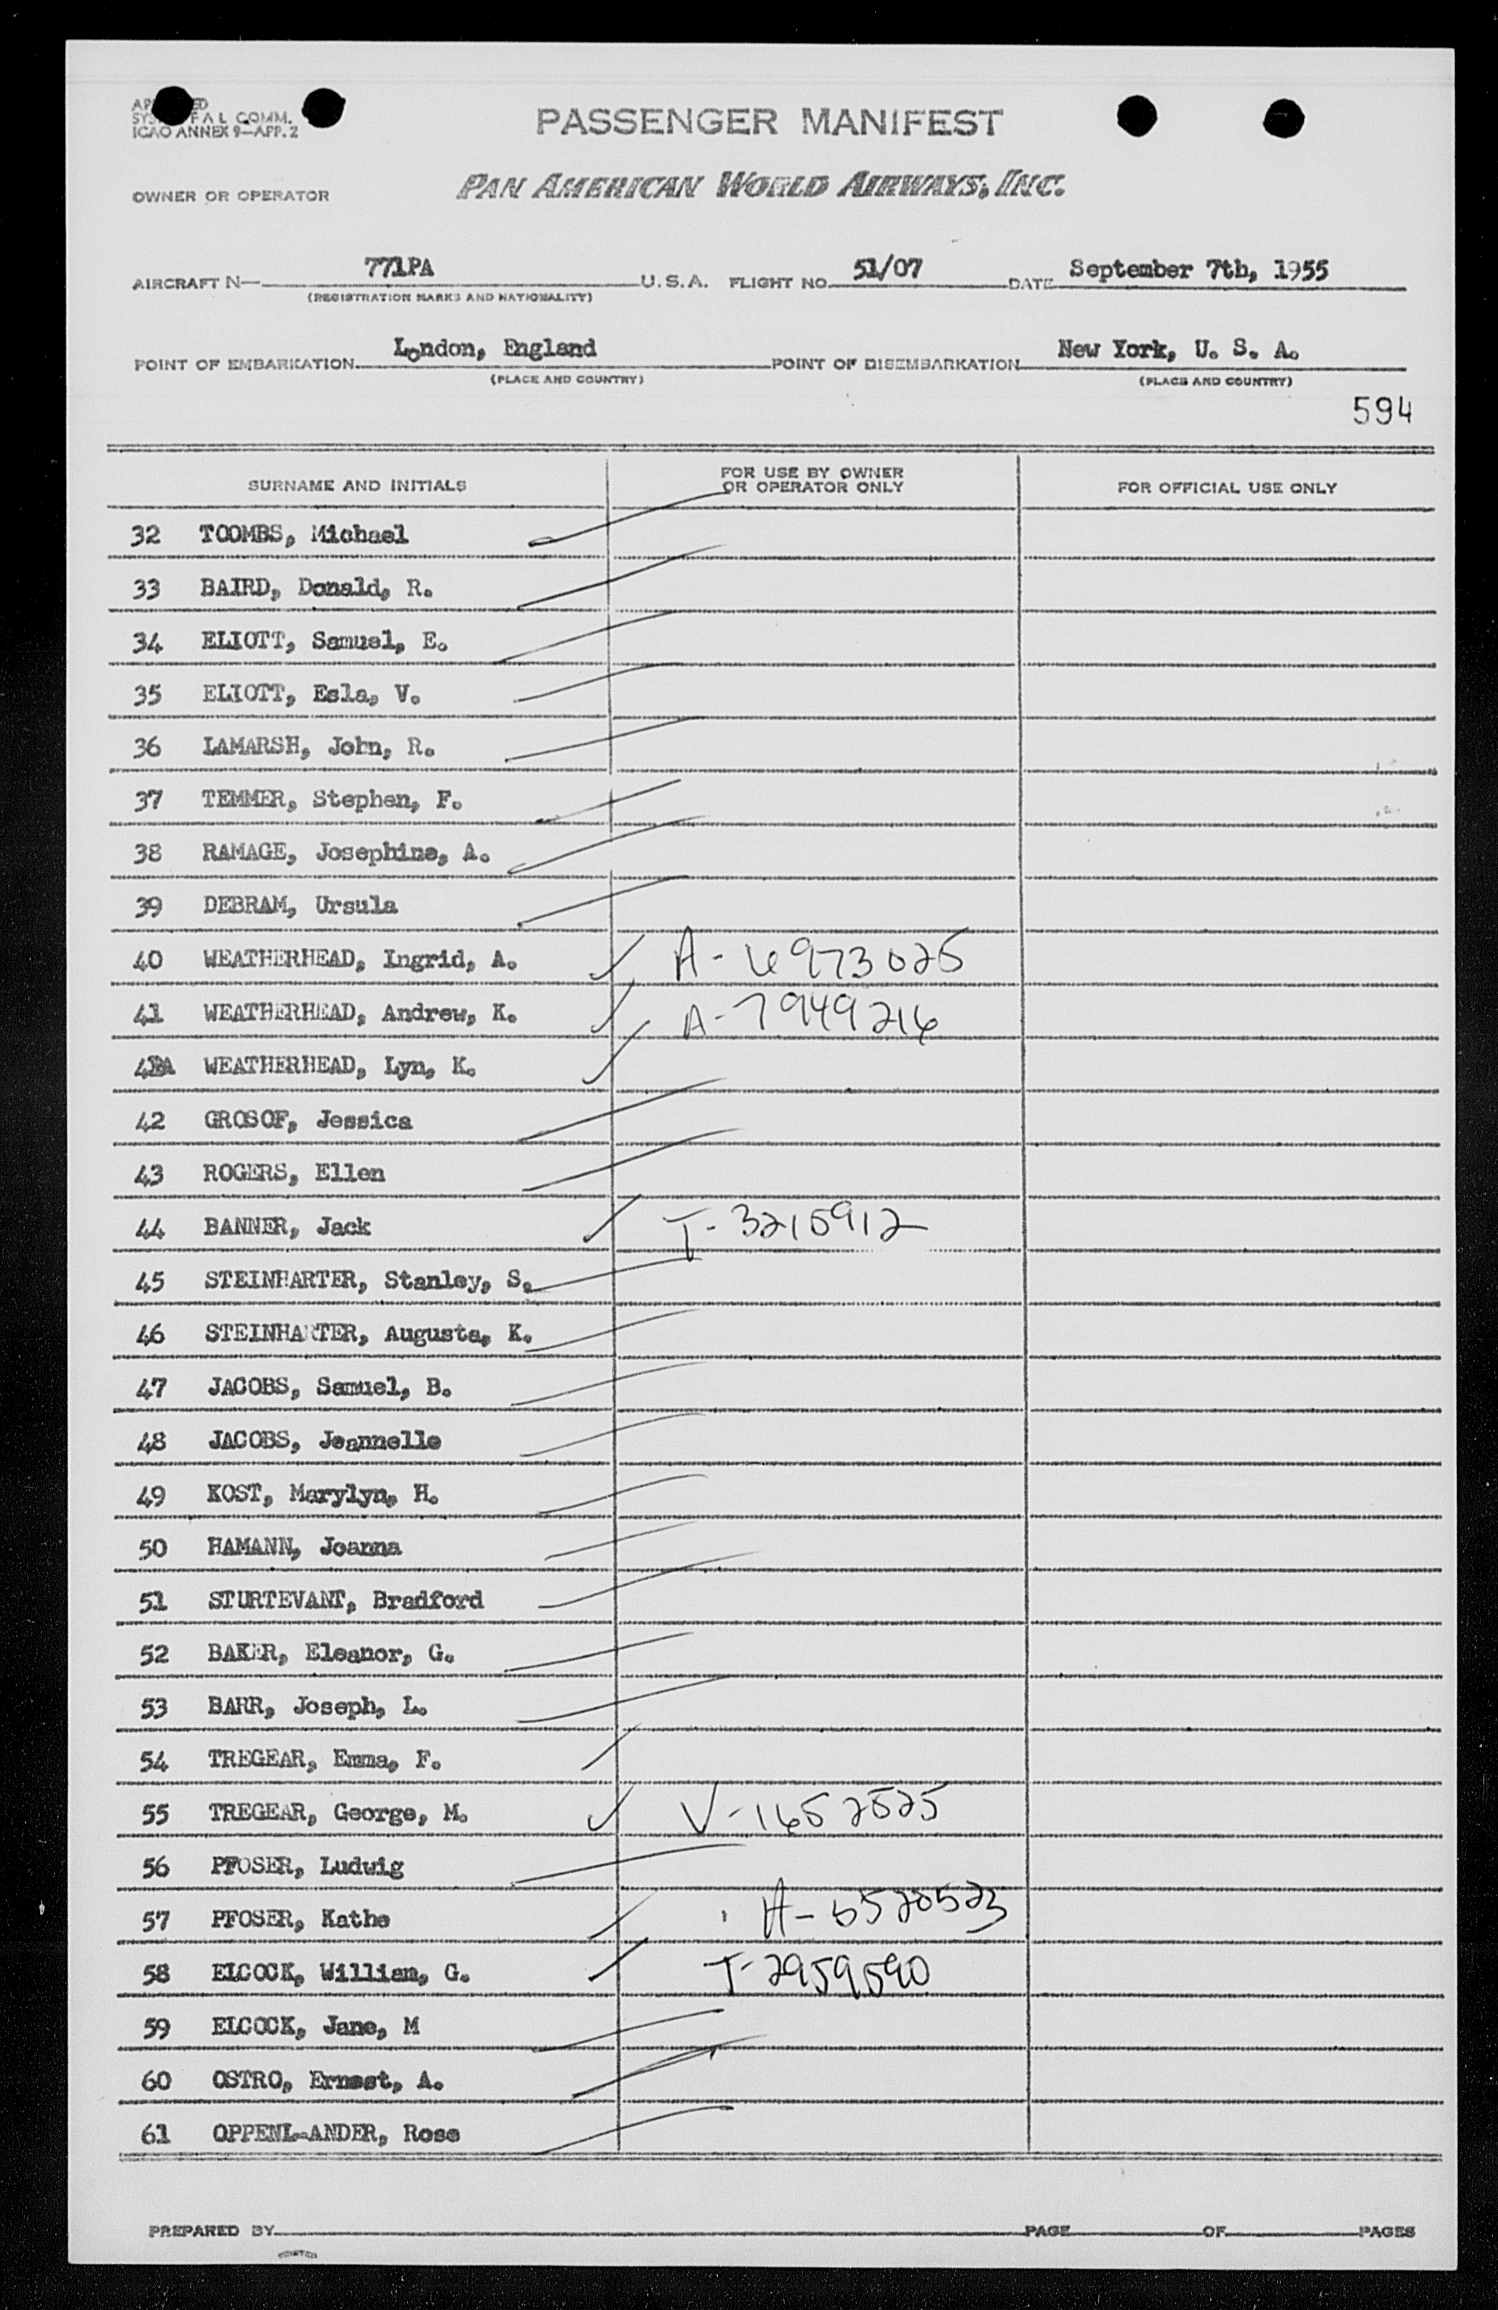 ICAO ANNEX 9—APP. 2
PASSENGER MANIFEST
OWNER OR OPERATOR PAN AMERICAN WORLD AIRWAYS, INC.
AIRCRAFT N— 771PA U.S.A. FLIGHT NO. 51/07 DATE September 7th, 1955
(REGISTRATION MARKS AND NATIONALITY)
POINT OF EMBARKATION London, England POINT OF DISEMBARKATION New York, U. S. A.
(PLACE AND COUNTRY) (PLACE AND COUNTRY)
594
SURNAME AND INITIALS FOR USE BY OWNER OR OPERATOR ONLY FOR OFFICIAL USE ONLY
32 TOOMBS, Michael
33 BAIRD, Donald, R.
34 ELIOTT, Samuel, E.
35 ELIOTT, Esla, V.
36 LAMARSH, John, R.
37 TEMMER, Stephen, F.
38 RAMAGE, Josephine, A.
39 DEBRAM, Ursula
40 WEATHERHEAD, Ingrid, A. A-6973025
41 WEATHERHEAD, Andrew, K. A-7949216
WEATHERHEAD, Lyn, K.
42 GROSOF, Jessica
43 ROGERS, Ellen
44 BANNER, Jack T-3215912
45 STEINHARTER, Stanley, S.
46 STEINHARTER, Augusta, K.
47 JACOBS, Samuel, B.
48 JACOBS, Jeannelle
49 KOST, Marylyn, H.
50 HAMANN, Joanna
51 STURTEVANT, Bradford
52 BAKER, Eleanor, G.
53 BARR, Joseph, L.
54 TREGEAR, Emma, F.
55 TREGEAR, George, M. V-1652525
56 PFOSER, Ludwig
57 PFOSER, Kathe A-6520523
58 ELCOCK, William, G. T-2959590
59 ELCOCK, Jane, M
60 OSTRO, Ernest, A.
61 OPPENL-ANDER, Rose
PREPARED BY PAGE OF PAGES